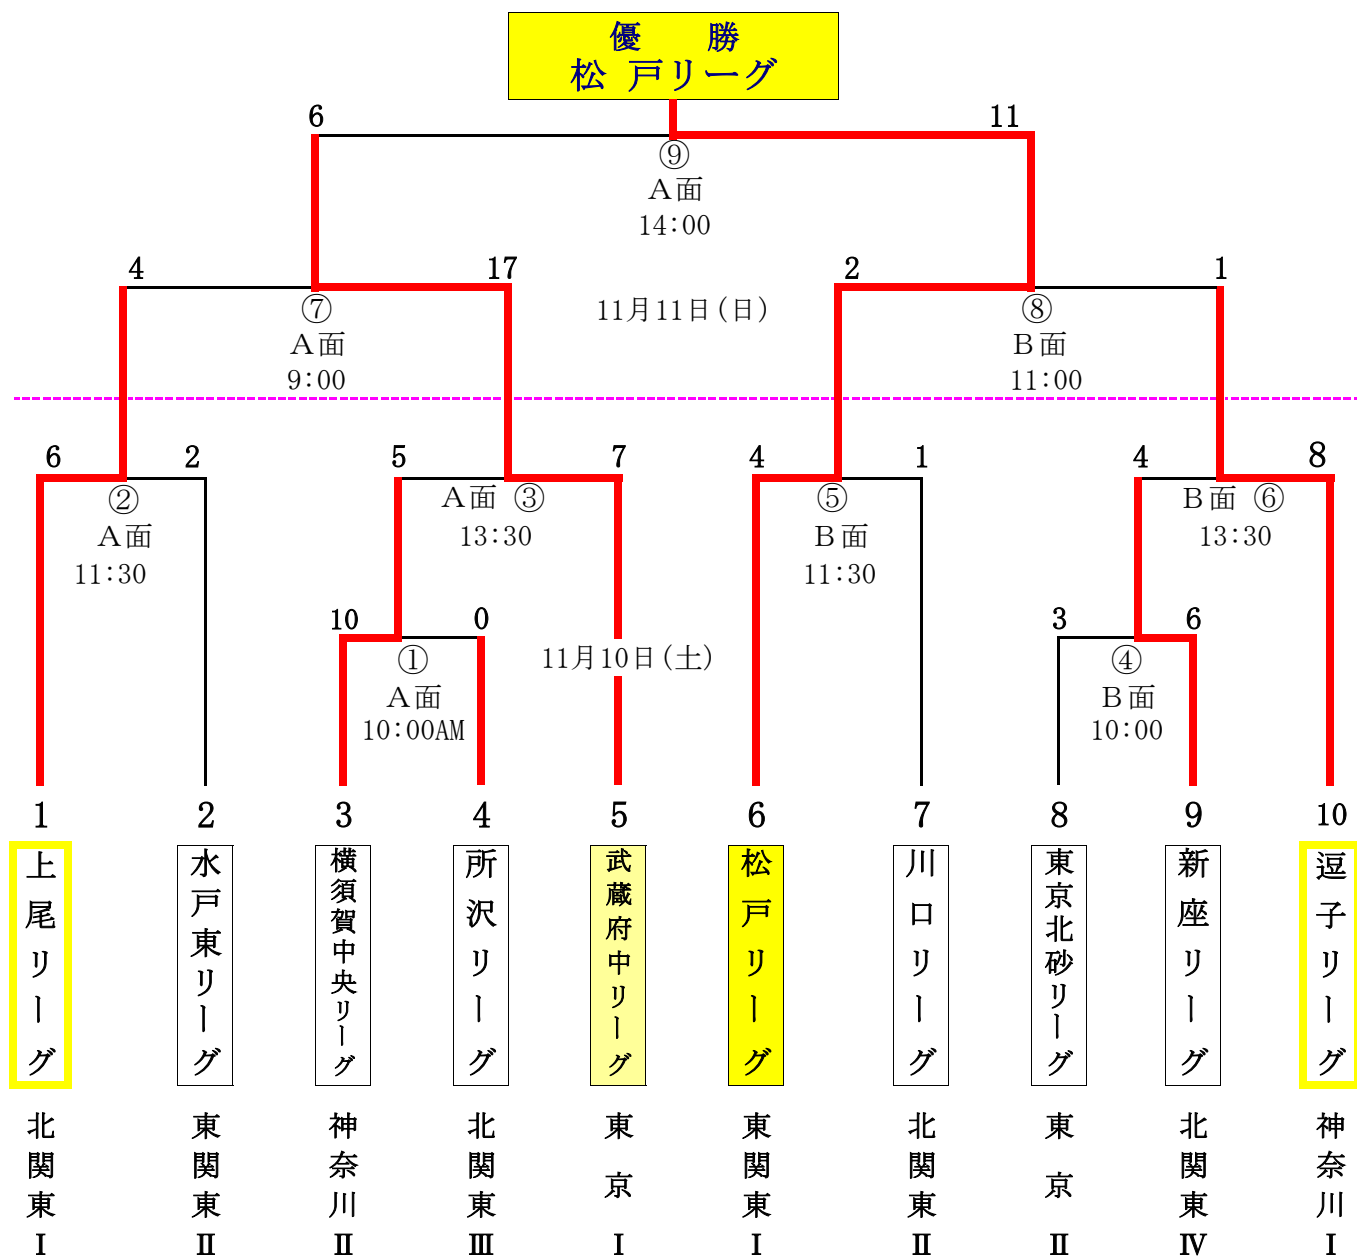 優　勝
松 戸リーグ
6
11
⑨
A面
14:00
4
17
2
1
⑦
A面
9:00
11月11日(日)
⑧
B面
11:00
6
2
5
7
4
1
4
8
②
A面
11:30
A面 ③
13:30
⑤
B面
11:30
B面 ⑥
13:30
10
0
3
6
①
A面
10:00AM
11月10日(土)
④
B面
10:00
1
2
3
4
5
6
7
8
9
10
上尾リーグ
水戸東リーグ
横須賀中央リーグ
所沢リーグ
武蔵府中リーグ
松戸リーグ
川口リーグ
東京北砂リーグ
新座リーグ
逗子リーグ
北関東Ⅰ
東関東Ⅱ
神奈川Ⅱ
北関東Ⅲ
東京Ⅰ
東関東Ⅰ
北関東Ⅱ
東京Ⅱ
北関東Ⅳ
神奈川Ⅰ